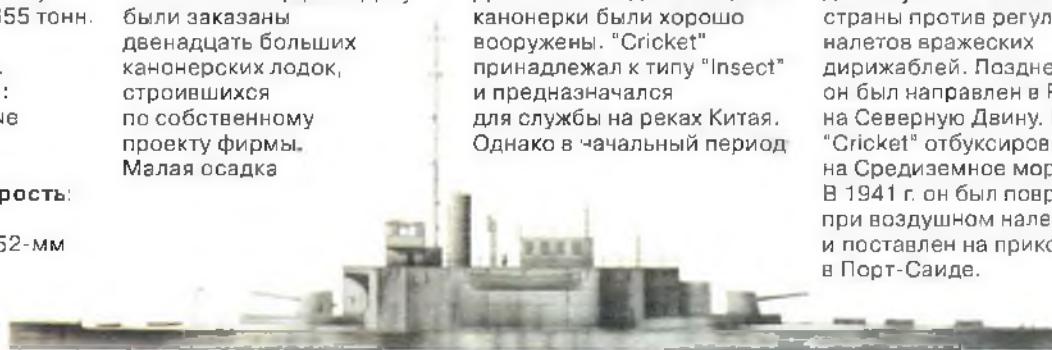 355 тонн.
:
рость:
52-мм
были заказаны
двенадцать больших
канонерских лодок,
строившихся
по собственному
проекту фирмы.
Малая осадка
канонерки были хорошо
вооружены. "Cricket"
принадлежал к типу "Insect"
и предназначался
для службы на реках Китая.
Однако в начальный период
страны против регул
налетов вражеских
дирижаблей. Поздне
он был направлен в
на Северную Двину.
"Cricket" отбуксиров
на Средиземное мор
В 1941 г. он был повр
при воздушном нале
и поставлен на прико
в Порт-Саиде.